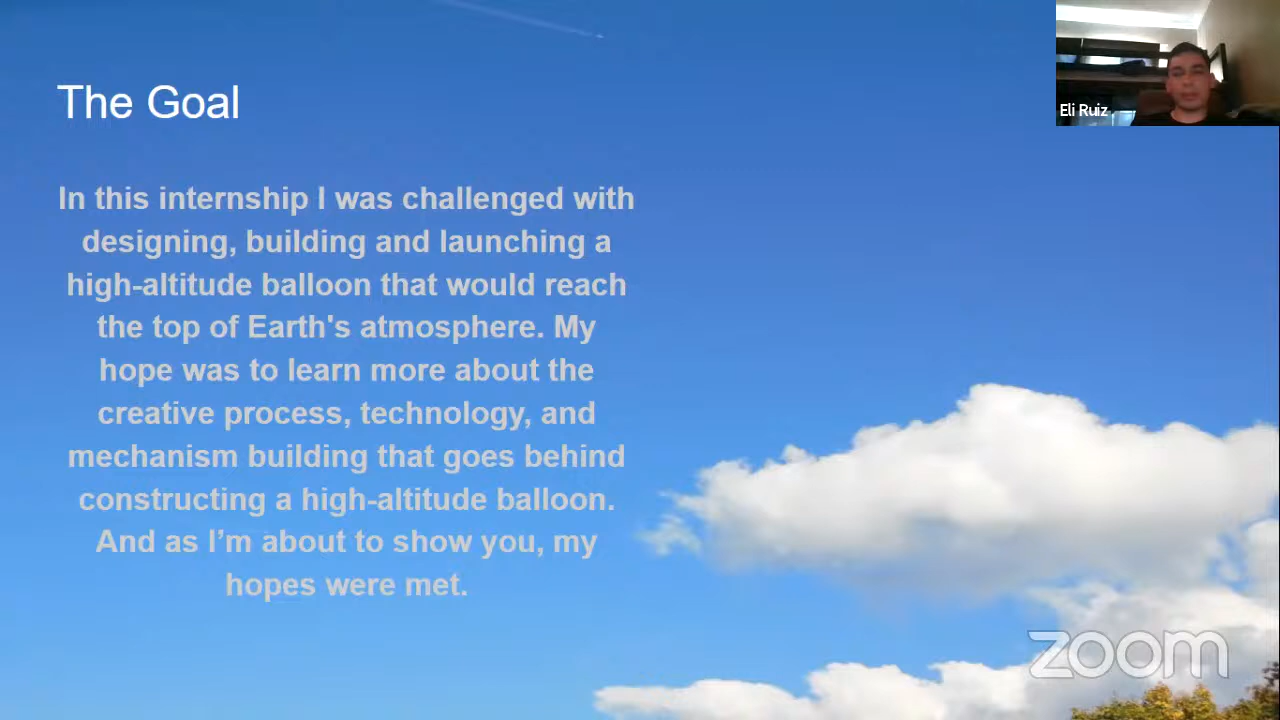 The Goal
Eli Ruiz
In this internship I was challenged with
designing, building and launching a
high-altitude balloon that would reach
the top of Earth's atmosphere. My
hope was to learn more about the
creative process, technology, and
mechanism building that goes behind
constructing a high-altitude balloon.
And as I’m about to show you, my
hopes were met.
zoom